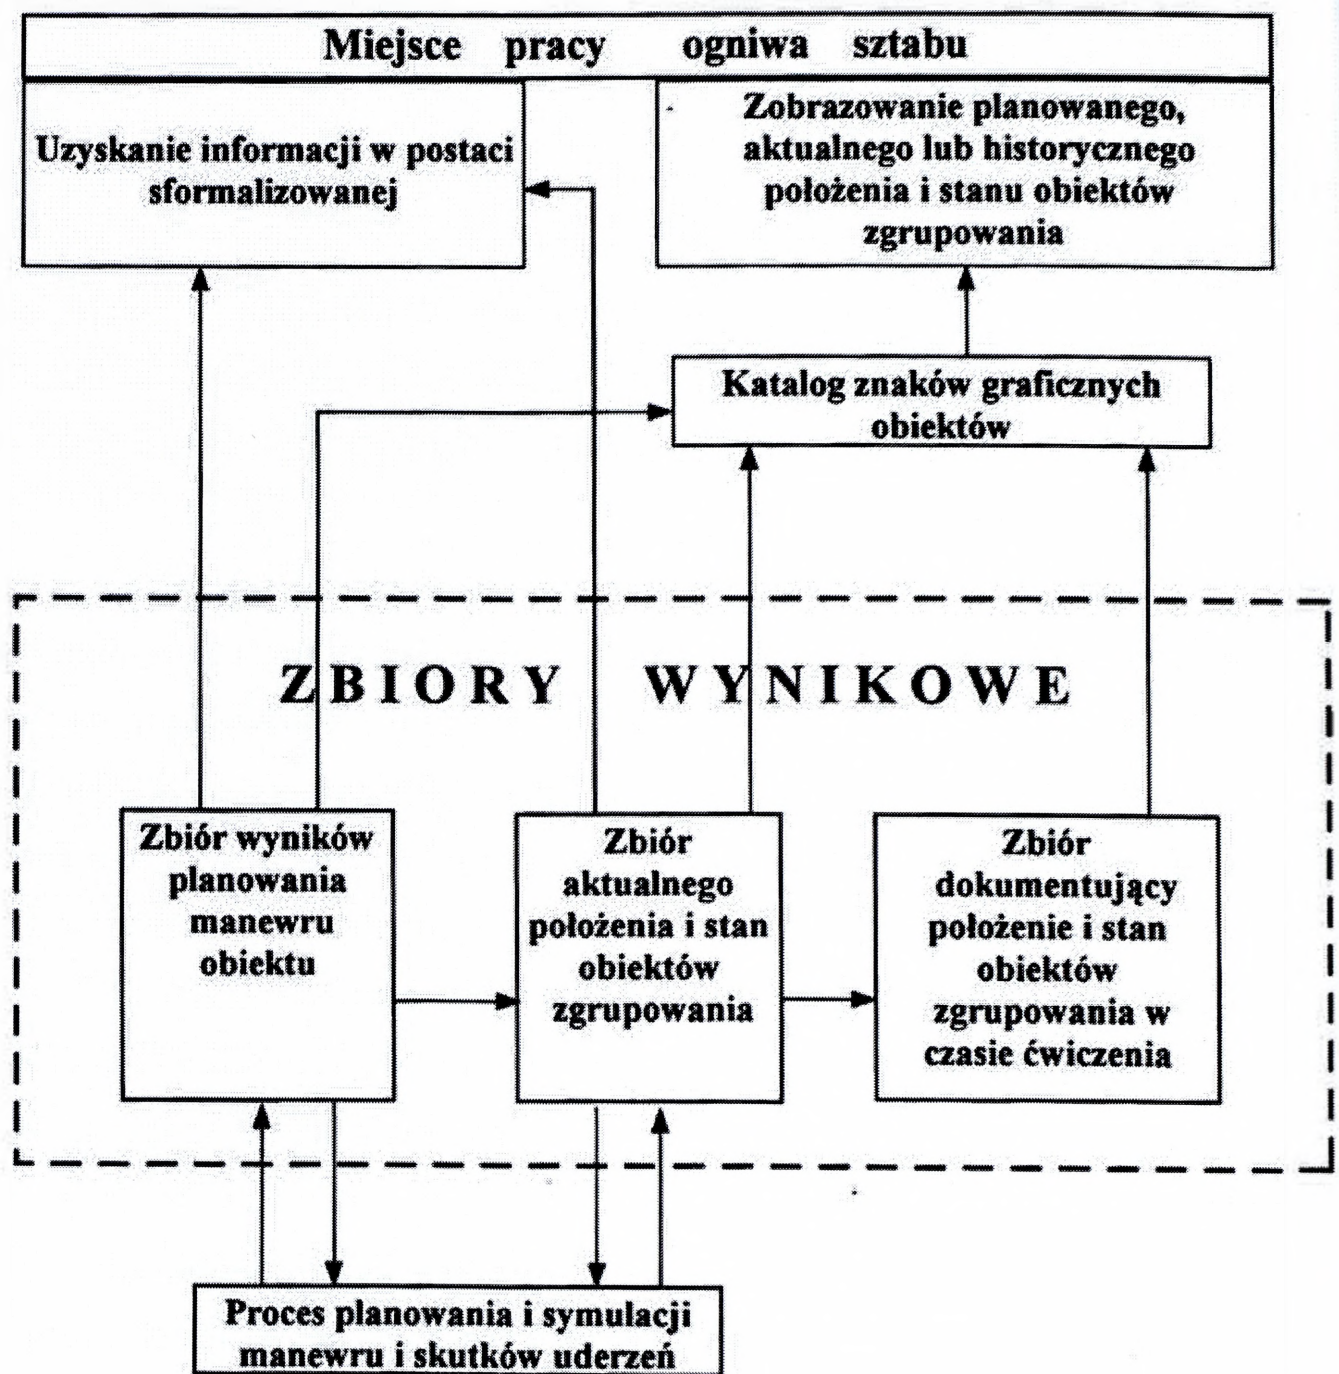 Miejsce pracy ogniwa sztabu
Uzyskanie informacji w postaci
sformalizowanej
Zobrazowanie planowanego,
aktualnego lub historycznego
położenia i stanu obiektów
zgrupowania
Katalog znaków graficznych
obiektów
ZBIORY WYNIKOWE
Zbiór wyników
planowania
manewru
obiektu
Zbiór
aktualnego
położenia i stan
obiektów
zgrupowania
Zbiór
dokumentujący
położenie i stan
obiektów
zgrupowania w
czasie ćwiczenia
Proces planowania i symulacji
manewru i skutków uderzeń